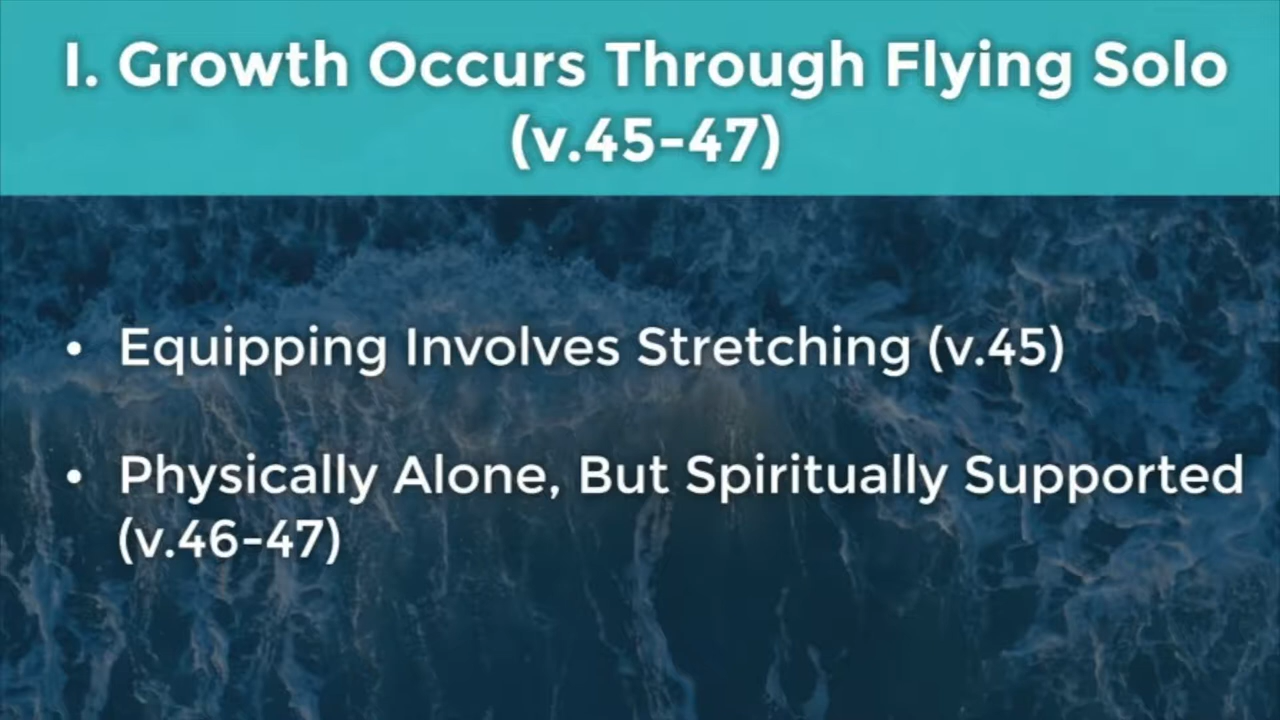 I. Growth Occurs Through Flying Solo
(v.45-47)
• Equipping Involves Stretching (v.45)
• Physically Alone, But Spiritually Supported
(v.46-47)